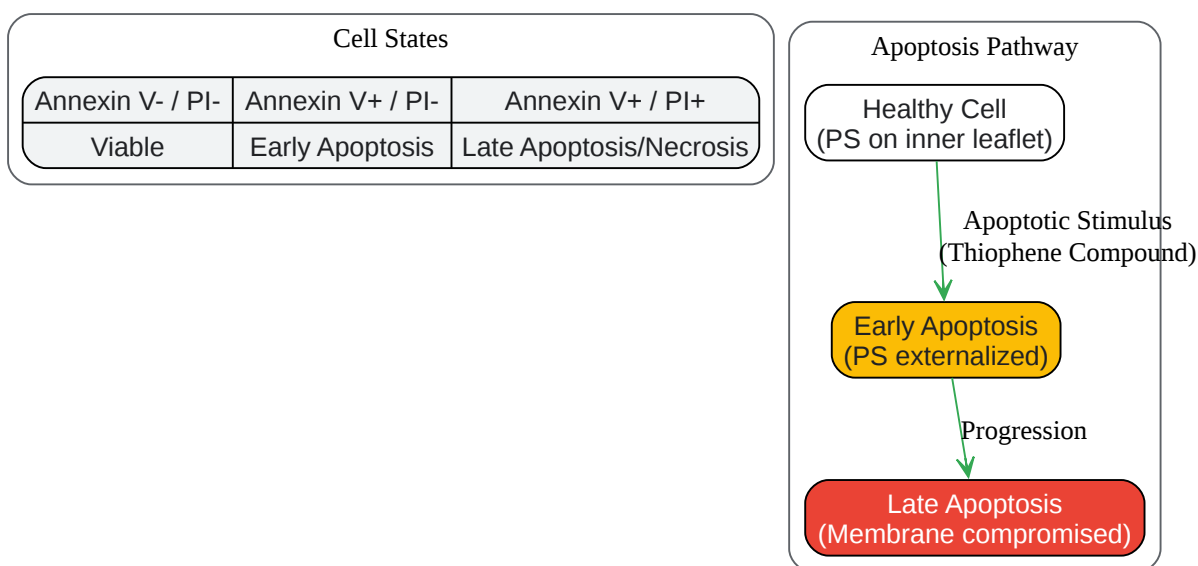 Cell States
Annexin V- / PI-
Annexin V+ / PI-
Annexin V+ / PI+
Viable
Early Apoptosis
Late Apoptosis/Necrosis
Apoptosis Pathway
Healthy Cell
(PS on inner leaflet)
Apoptotic Stimulus
(Thiophene Compound)
Early Apoptosis
(PS externalized)
Progression
Late Apoptosis
(Membrane compromised)